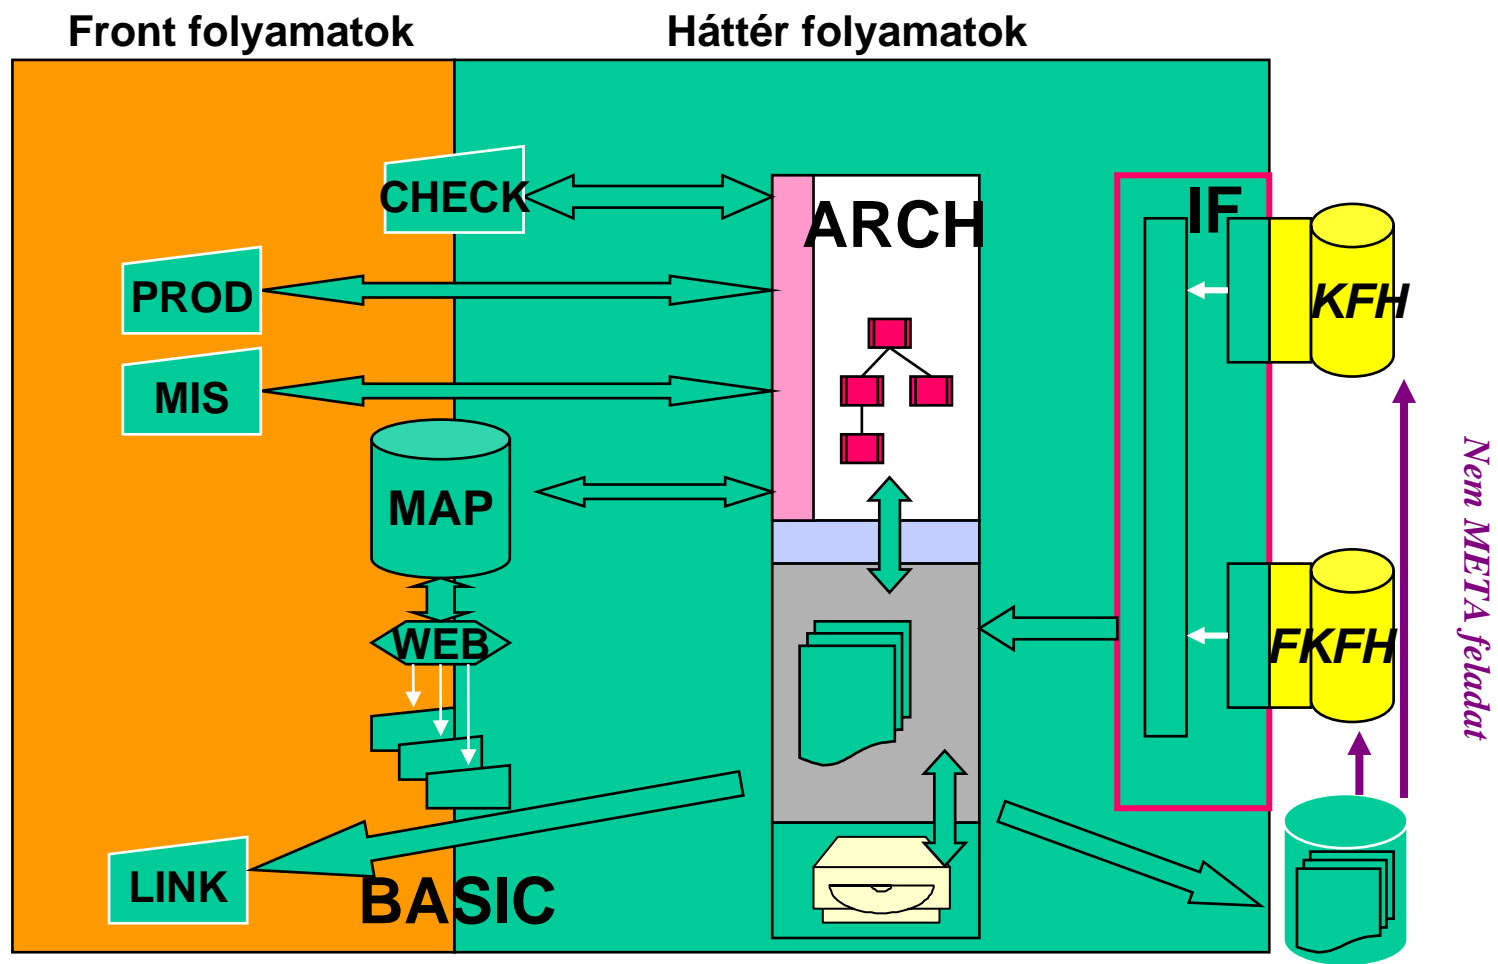 Front folyamatok
Háttér folyamatok
CHECK
ARCH
IF
PROD
KFH
MIS
MAP
WEB
FKFH
Nem META feladat
LINK
BASIC